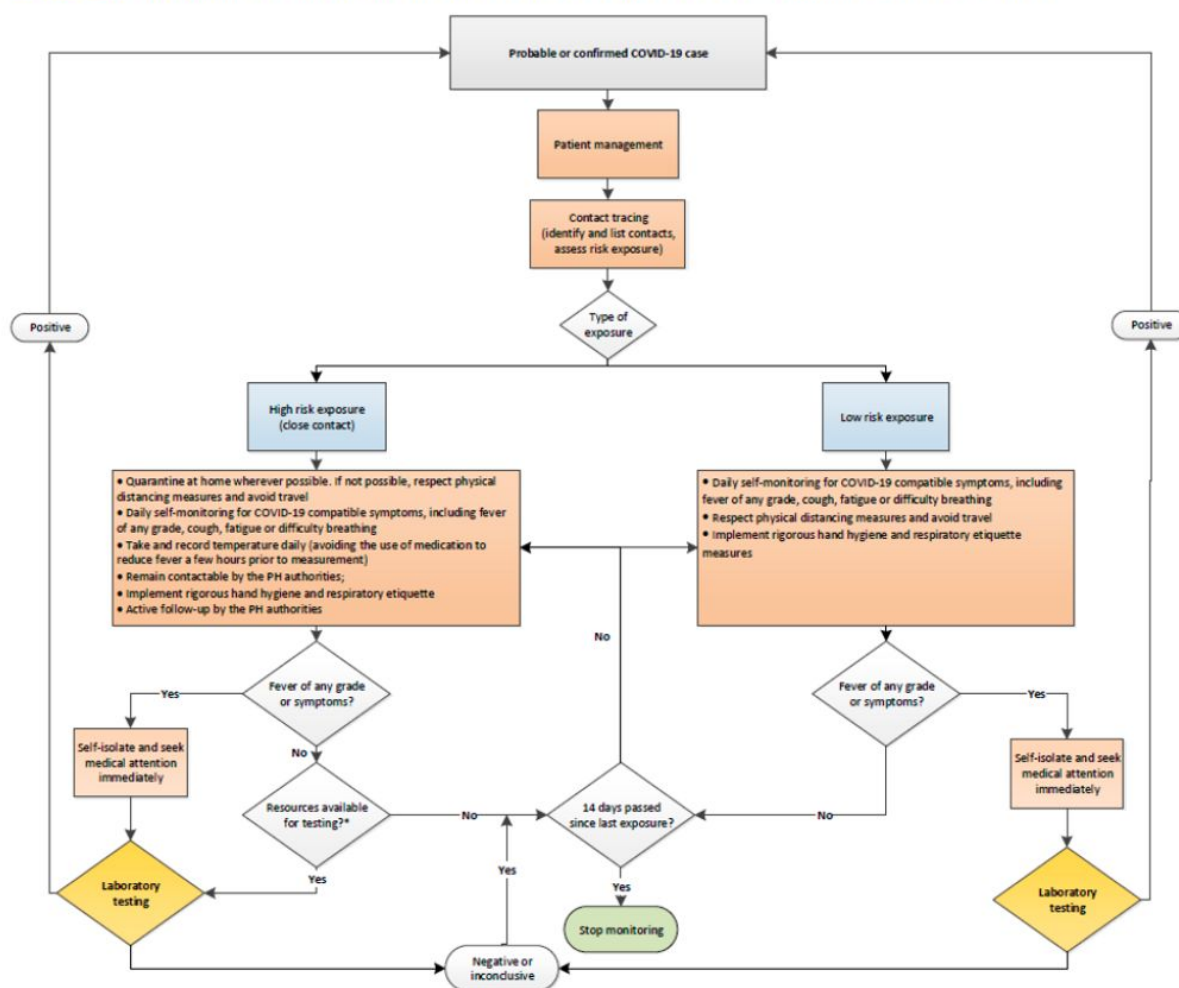 Probable or confirmed COVID-19 case
Patient management
Contact tracing
(identify and list contacts,
assess risk exposure)
Type of
exposure
Positive
Positive
High risk exposure
(close contact)
Low risk exposure
• Quarantine at home wherever possible. If not possible, respect physical
distancing measures and avoid travel
• Daily self-monitoring for COVID-19 compatible symptoms, including fever
of any grade, cough, fatigue or difficulty breathing
• Take and record temperature daily (avoiding the use of medication to
reduce fever a few hours prior to measurement)
• Remain contactable by the PH authorities;
• Implement rigorous hand hygiene and respiratory etiquette
• Active follow-up by the PH authorities
• Daily self-monitoring for COVID-19 compatible symptoms, including
fever of any grade, cough, fatigue or difficulty breathing
• Respect physical distancing measures and avoid travel
• Implement rigorous hand hygiene and respiratory etiquette
measures
No
Fever of any grade
or symptoms?
Yes
No
Fever of any grade
or symptoms?
Yes
No
Self-isolate and seek
medical attention
immediately
Self-isolate and seek
medical attention
immediately
Resources available
for testing?*
No
Yes
14 days passed
since last exposure?
Yes
Yes
Laboratory
testing
Laboratory
testing
Stop monitoring
Negative or
inconclusive